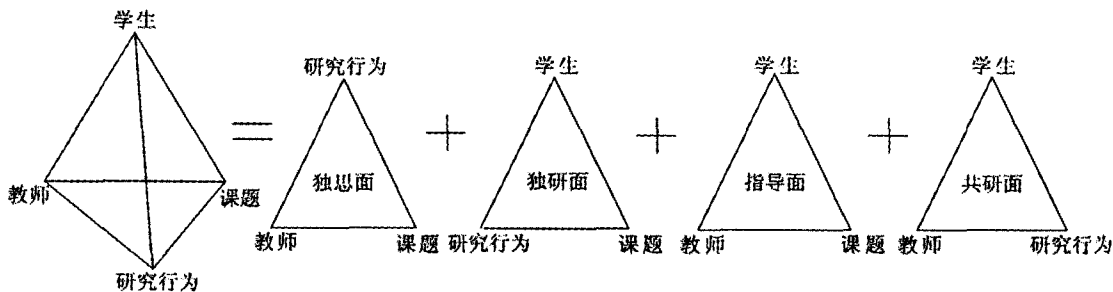 学生
教师
课题
研究行为
=
研究行为
独思面
教师
课题
+
学生
独研面
研究行为
课题
+
学生
指导面
教师
课题
+
学生
共研面
教师
研究行为